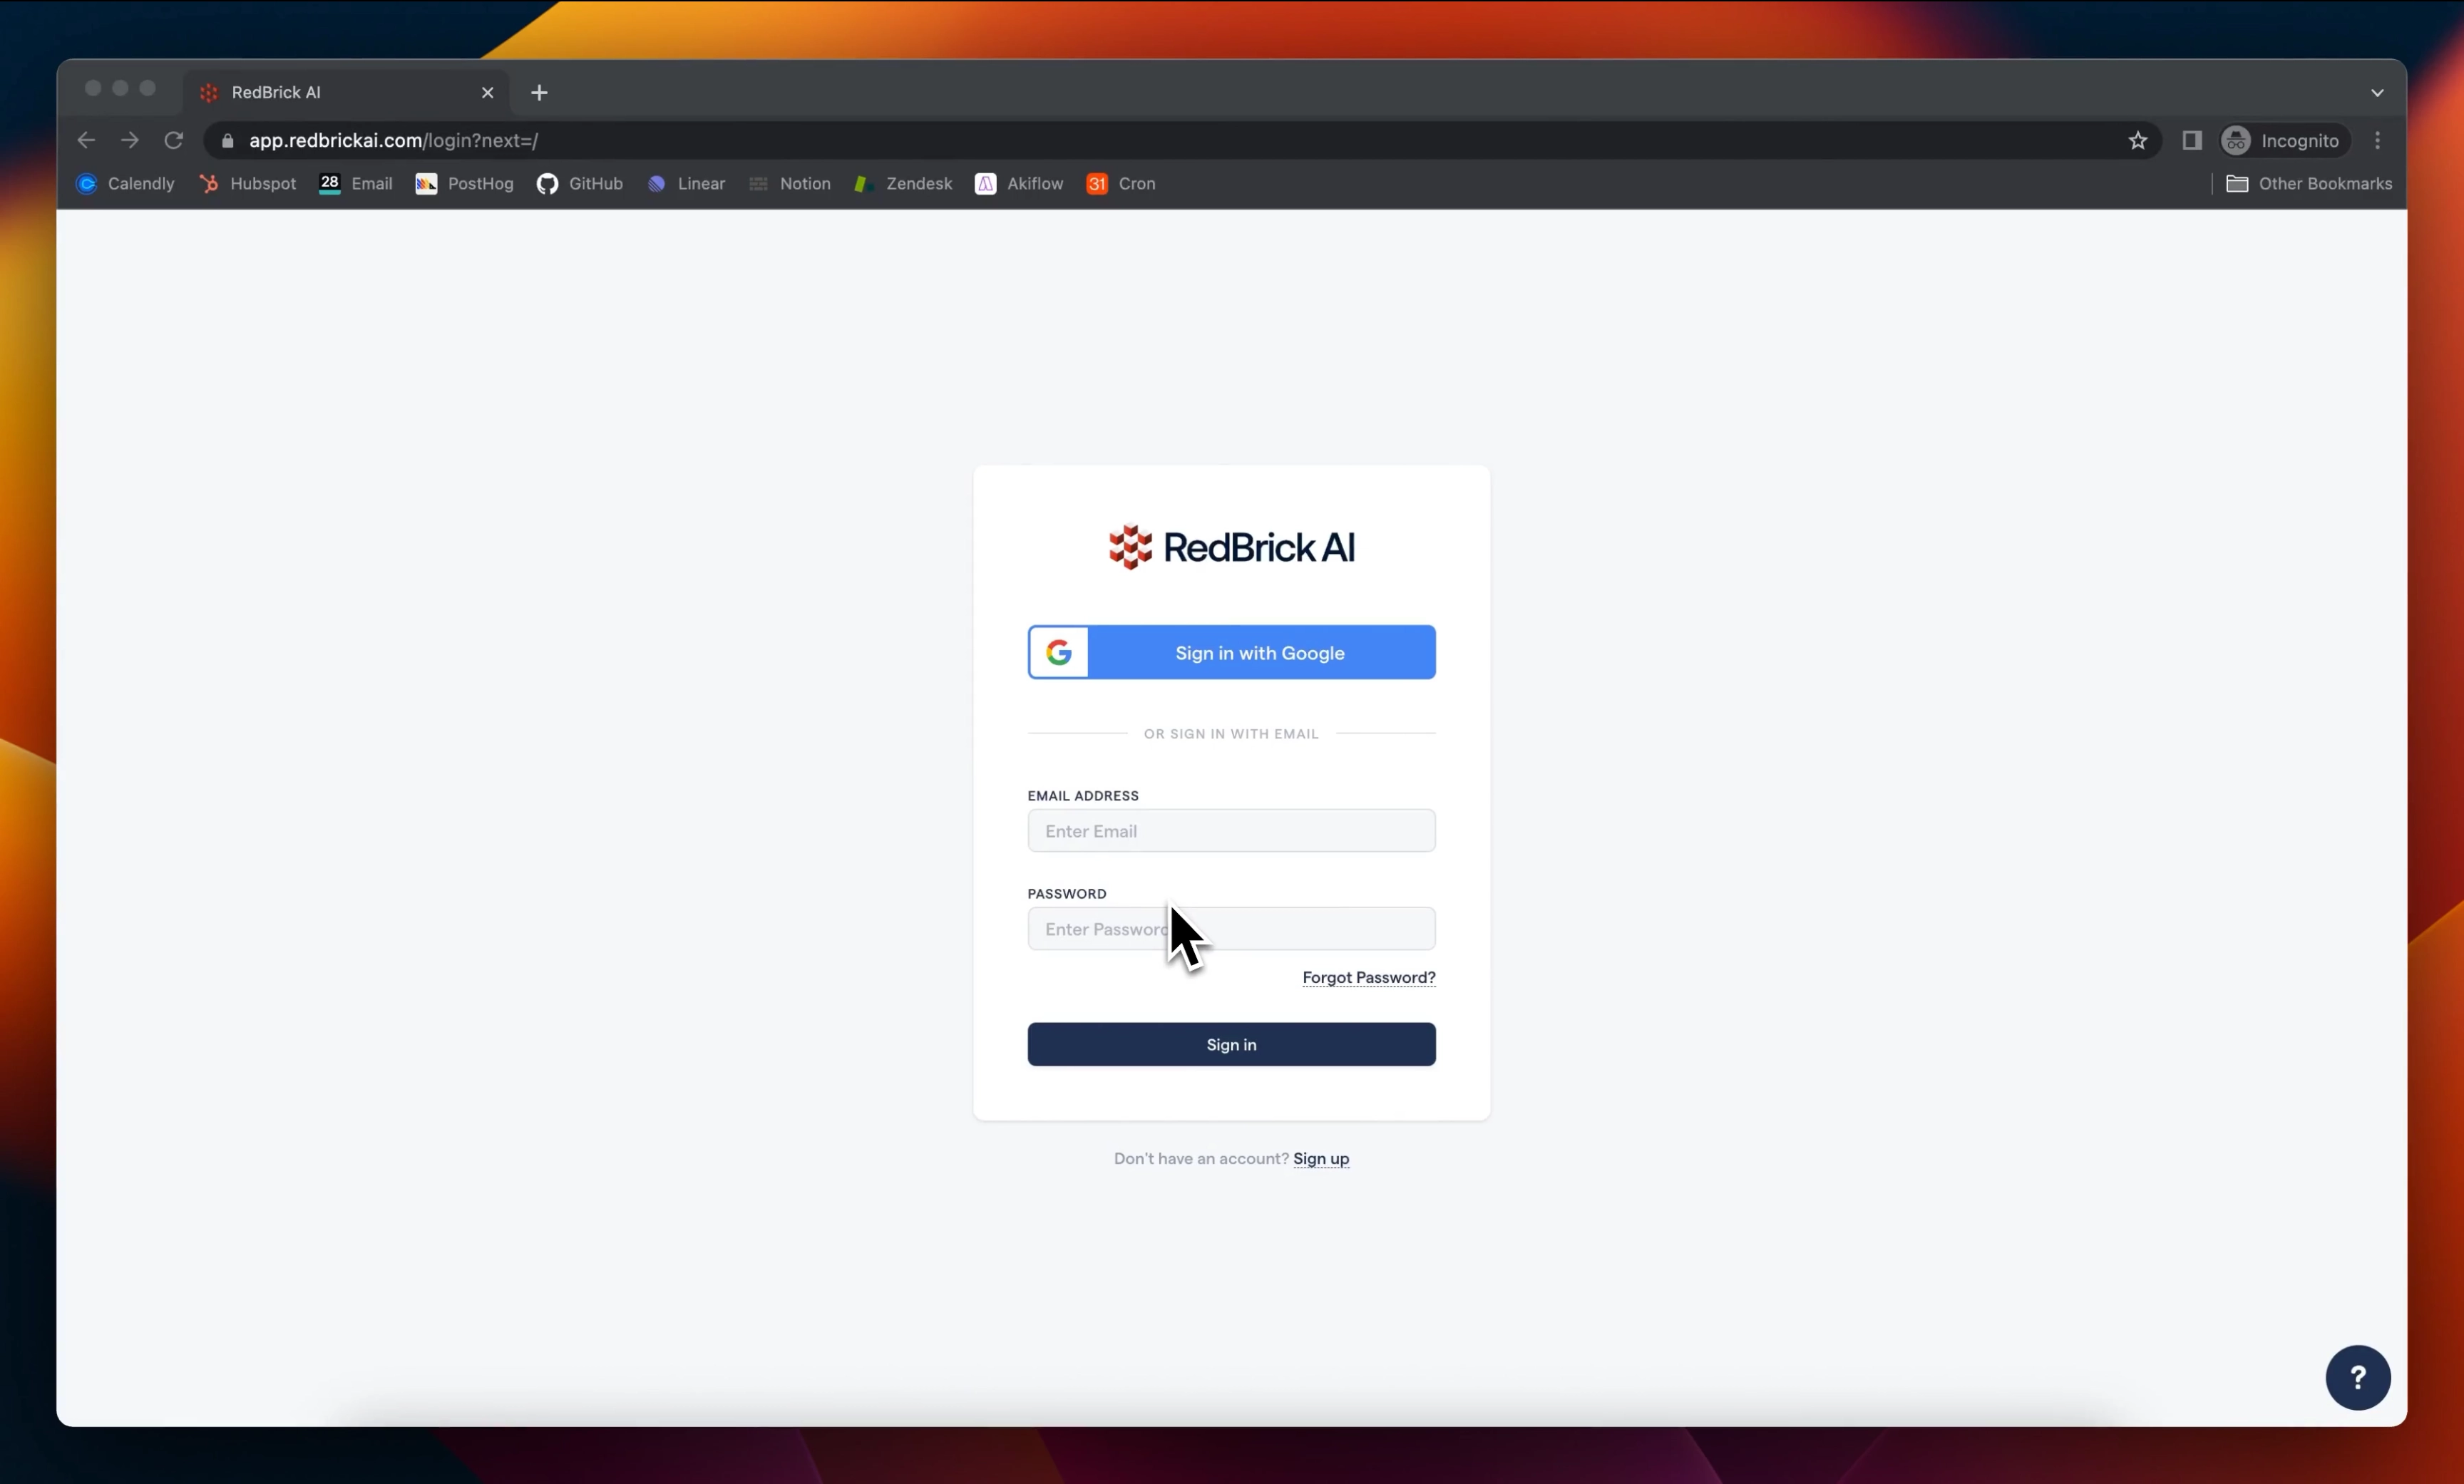 RedBrick AI
app.redbrickai.com/login?next=/
Incognito
Calendly Hubspot 28 Email PostHog GitHub Linear Notion Zendesk Akiflow 31 Cron Other Bookmarks
RedBrick AI
G Sign in with Google
OR SIGN IN WITH EMAIL
EMAIL ADDRESS
Enter Email
PASSWORD
Enter Password
Forgot Password?
Sign in
Don't have an account? Sign up
?